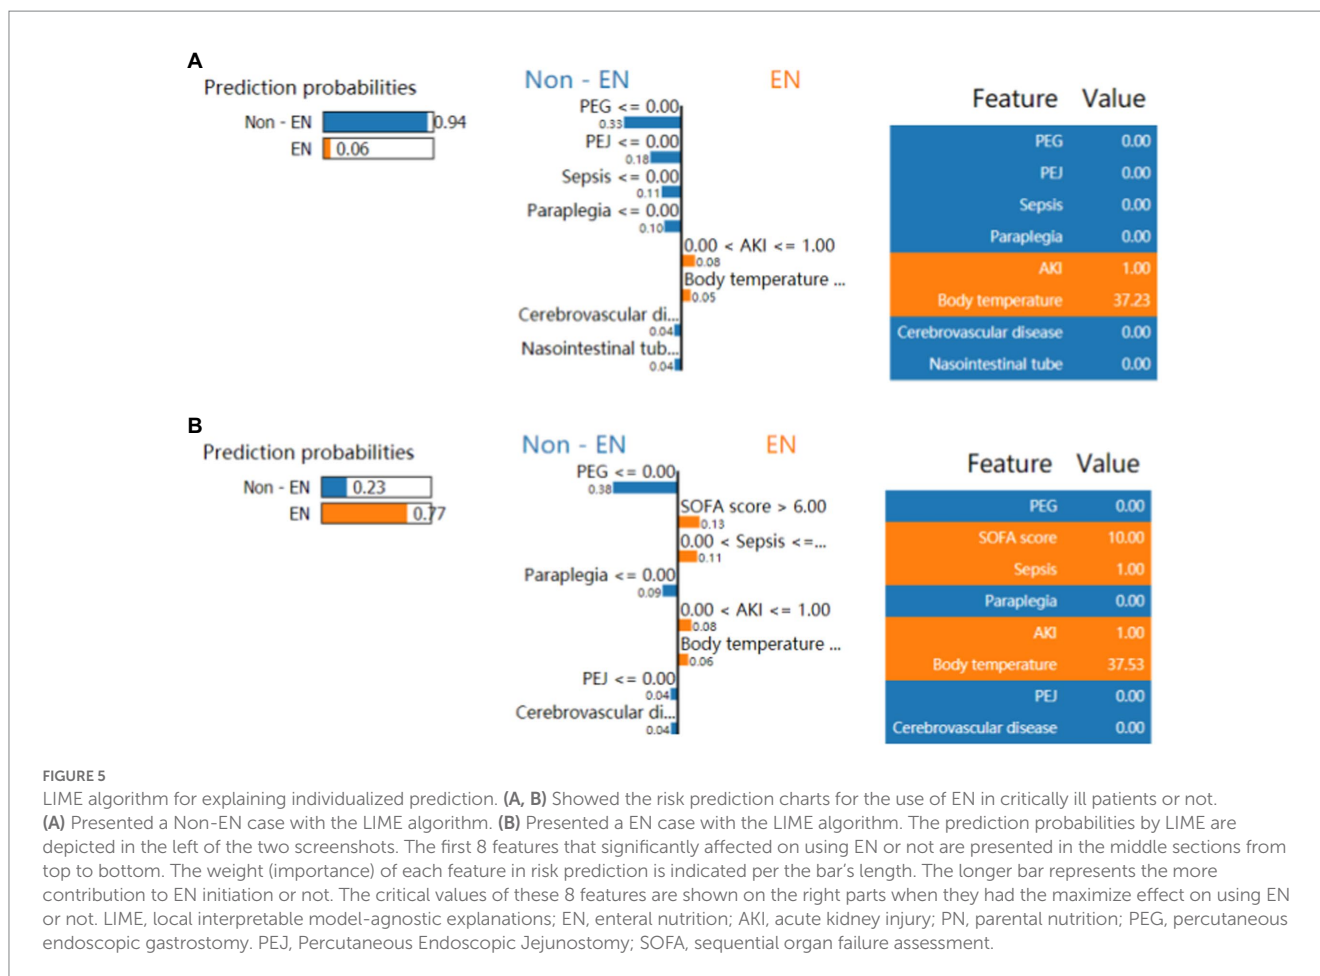 A
Prediction probabilities
Non - EN 0.94
EN 0.06
Non - EN EN
PEG <= 0.00
0.33
PEJ <= 0.00
0.18
Sepsis <= 0.00
0.11
Paraplegia <= 0.00
0.10
0.00 < AKI <= 1.00
0.08
Body temperature ...
0.05
Cerebrovascular di...
0.04
Nasointestinal tub...
0.04
Feature Value
PEG 0.00
PEJ 0.00
Sepsis 0.00
Paraplegia 0.00
AKI 1.00
Body temperature 37.23
Cerebrovascular disease 0.00
Nasointestinal tube 0.00
B
Prediction probabilities
Non - EN 0.23
EN 0.77
Non - EN EN
PEG <= 0.00
0.38
SOFA score > 6.00
0.13
0.00 < Sepsis <=...
0.11
Paraplegia <= 0.00
0.09
0.00 < AKI <= 1.00
0.08
Body temperature ...
0.06
PEJ <= 0.00
0.04
Cerebrovascular di...
0.04
Feature Value
PEG 0.00
SOFA score 10.00
Sepsis 1.00
Paraplegia 0.00
AKI 1.00
Body temperature 37.53
PEJ 0.00
Cerebrovascular disease 0.00
FIGURE 5
LIME algorithm for explaining individualized prediction. (A, B) Showed the risk prediction charts for the use of EN in critically ill patients or not.
(A) Presented a Non-EN case with the LIME algorithm. (B) Presented a EN case with the LIME algorithm. The prediction probabilities by LIME are
depicted in the left of the two screenshots. The first 8 features that significantly affected on using EN or not are presented in the middle sections from
top to bottom. The weight (importance) of each feature in risk prediction is indicated per the bar's length. The longer bar represents the more
contribution to EN initiation or not. The critical values of these 8 features are shown on the right parts when they had the maximize effect on using EN
or not. LIME, local interpretable model-agnostic explanations; EN, enteral nutrition; AKI, acute kidney injury; PN, parental nutrition; PEG, percutaneous
endoscopic gastrostomy. PEJ, Percutaneous Endoscopic Jejunostomy; SOFA, sequential organ failure assessment.